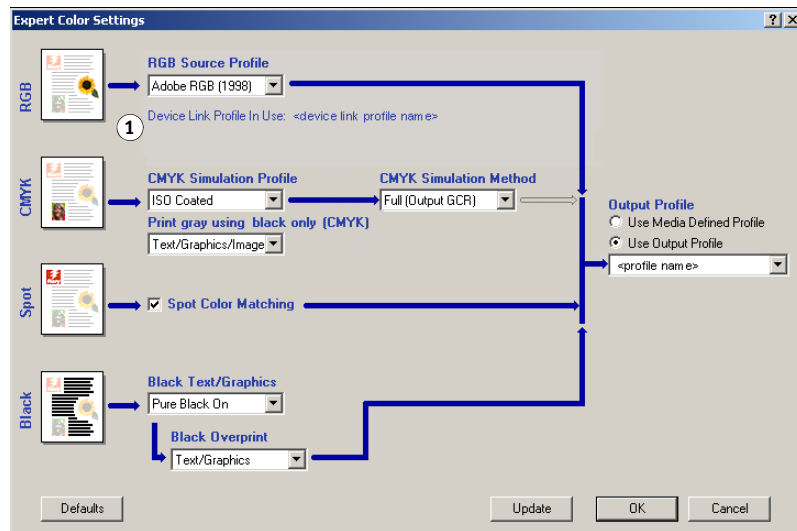 Expert Color Settings
RGB
RGB Source Profile
Adobe RGB (1998)
1
Device Link Profile In Use: <device link profile name>
CMYK
CMYK Simulation Profile
ISO Coated
CMYK Simulation Method
Full (Output GCR)
Print gray using black only (CMYK)
Text/Graphics/Image
Output Profile
Use Media Defined Profile
Use Output Profile
<profile name>
Spot
Spot Color Matching
Black
Black Text/Graphics
Pure Black On
Black Overprint
Text/Graphics
Defaults
Update
OK
Cancel